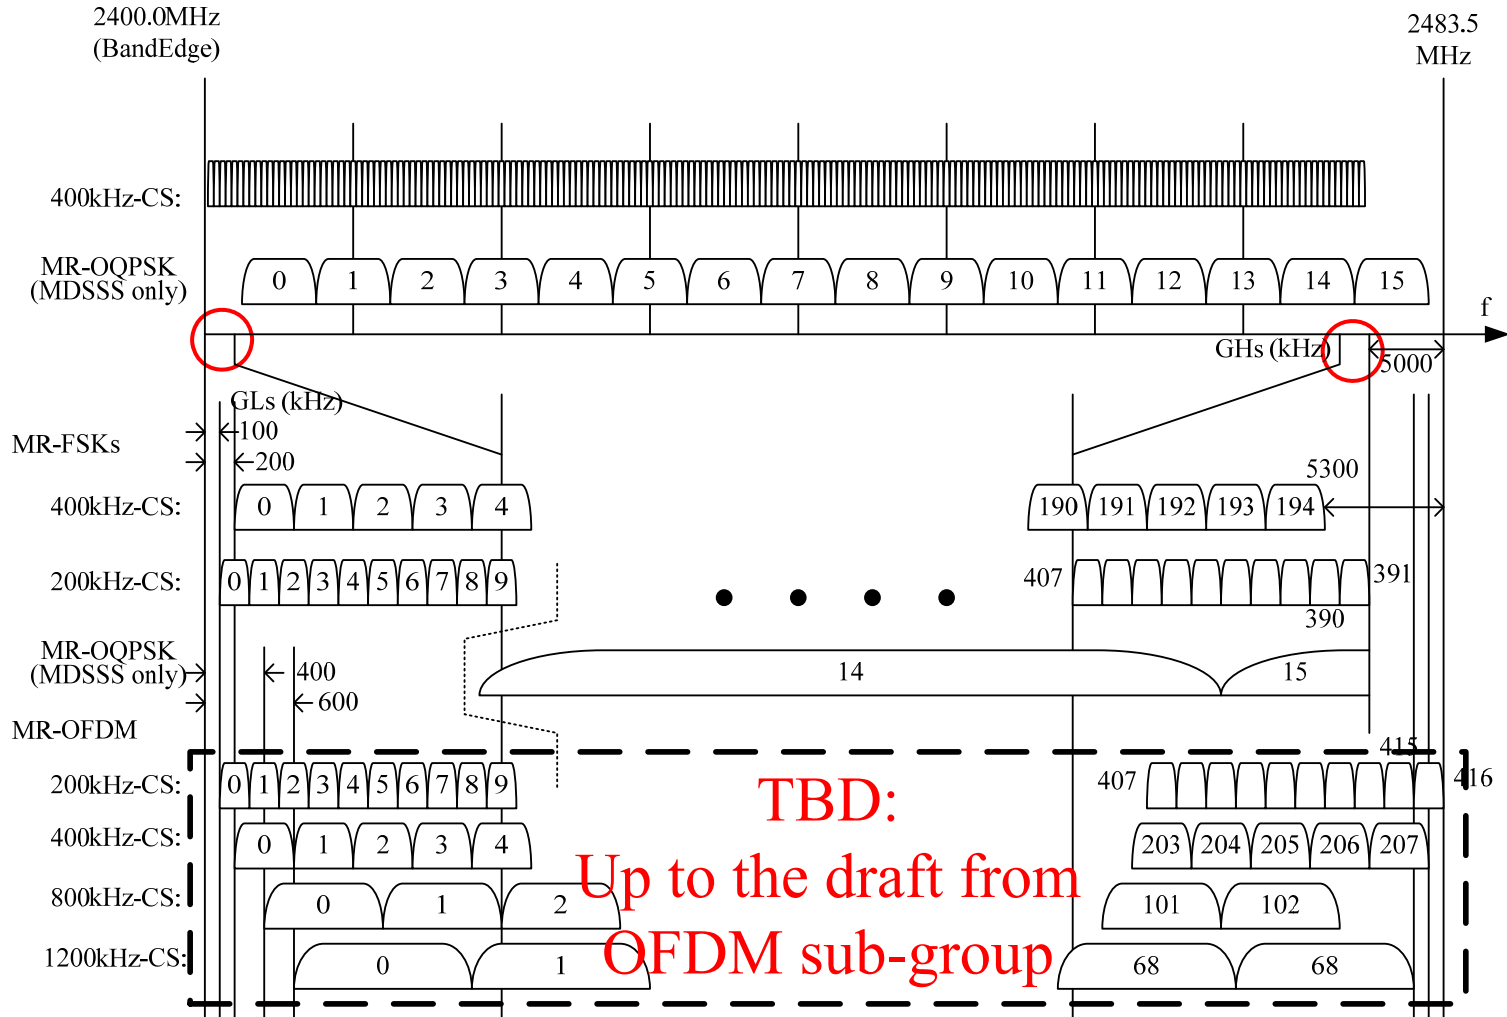 2400.0MHz
(BandEdge)
2483.5
MHz
400kHz-CS:
MR-OQPSK
(MDSSS only)
0 1 2 3 4 5 6 7 8 9 10 11 12 13 14 15
f
GHs (kHz)
5000
GLs (kHz)
100
MR-FSKs
200
5300
400kHz-CS:
0 1 2 3 4 190 191 192 193 194
200kHz-CS:
0 1 2 3 4 5 6 7 8 9 407 391
390
MR-OQPSK
(MDSSS only)
400
14 15
600
MR-OFDM
415
200kHz-CS:
0 1 2 3 4 5 6 7 8 9 407 416
TBD:
400kHz-CS:
0 1 2 3 4 203 204 205 206 207
Up to the draft from
800kHz-CS:
0 1 2 101 102
OFDM sub-group
1200kHz-CS:
0 1 68 68